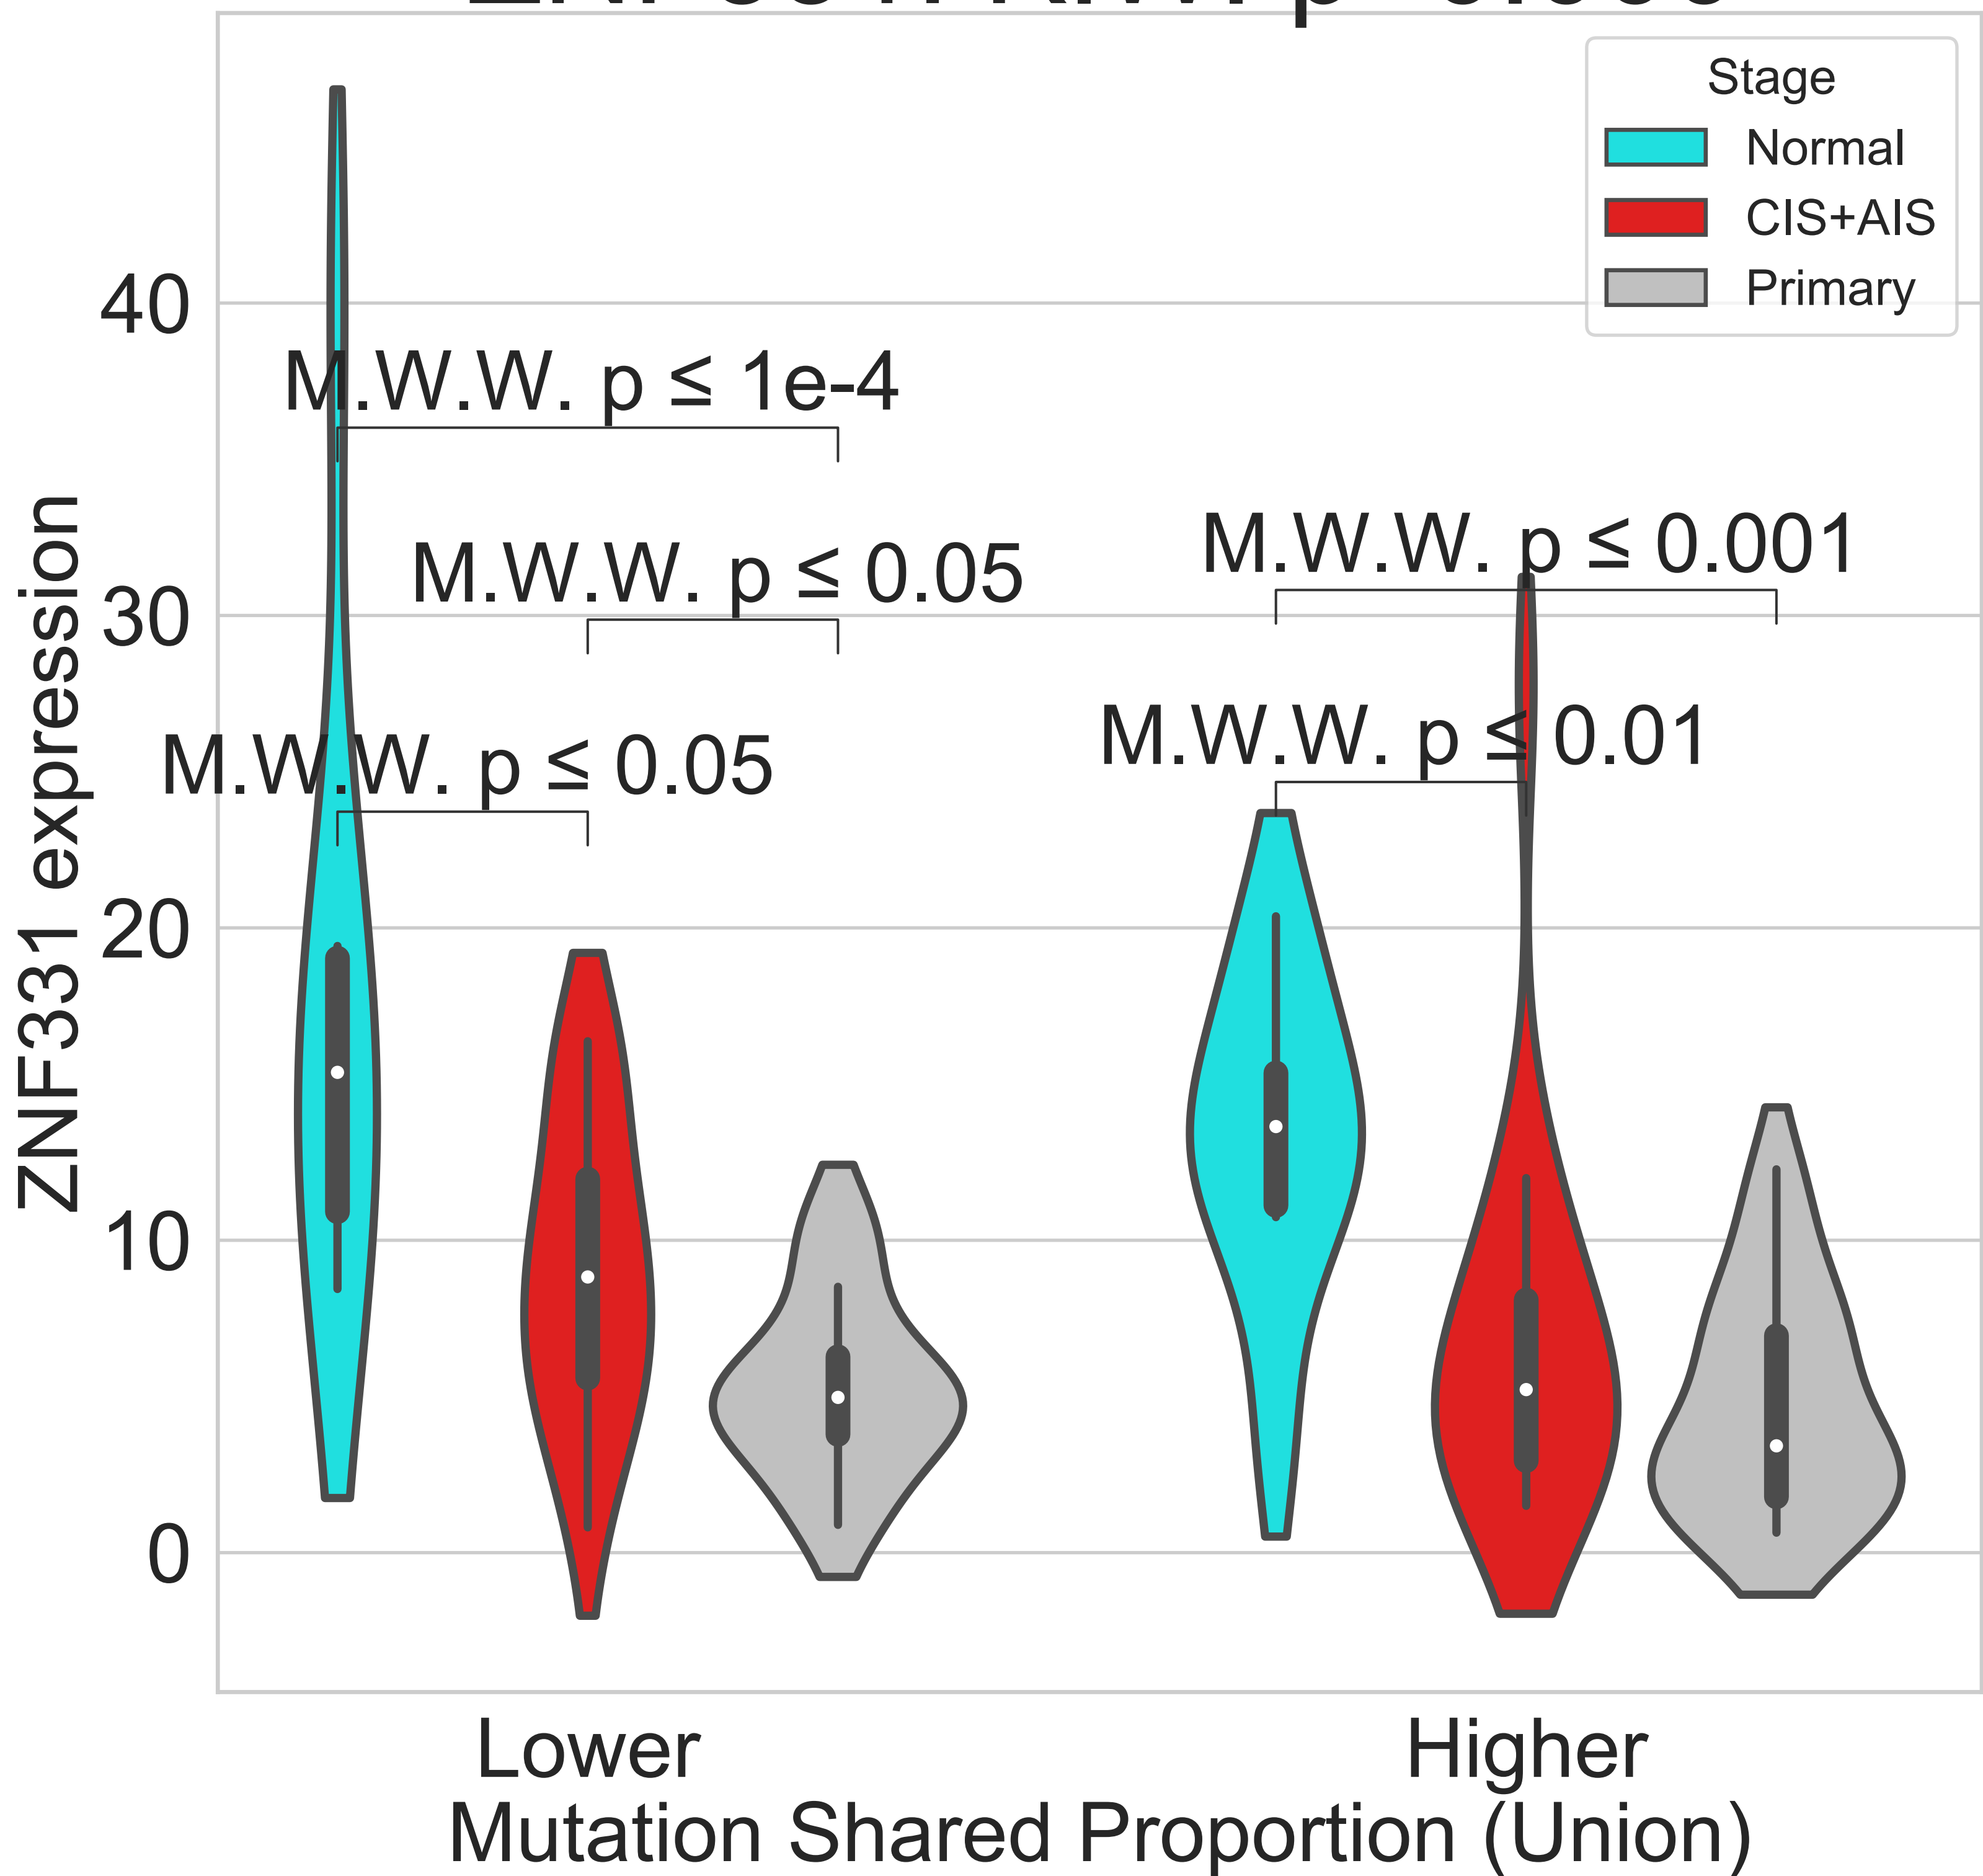 Stage
Normal
CIS+AIS
Primary
40
30
20
10
0
ZNF331 expression
M.W.W. p ≤ 1e-4
M.W.W. p ≤ 0.05
M.W.W. p ≤ 0.05
M.W.W. p ≤ 0.001
M.W.W. p ≤ 0.01
Lower
Higher
Mutation Shared Proportion (Union)